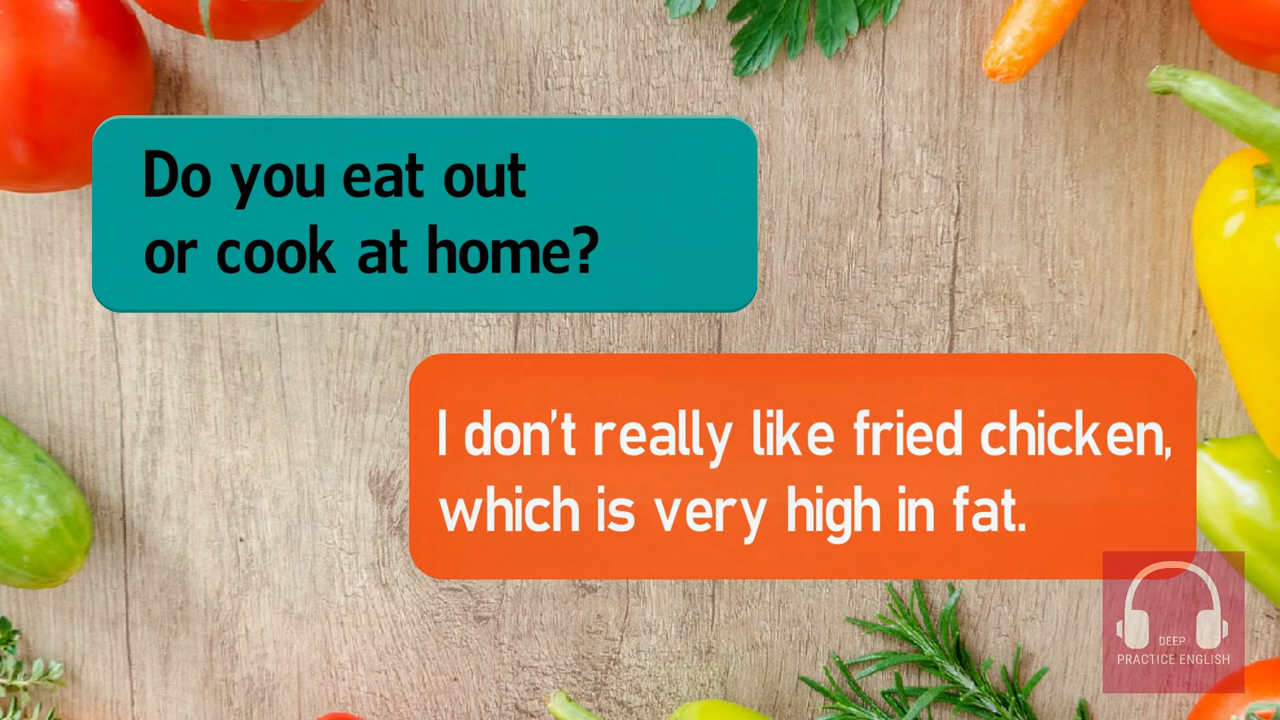 Do you eat out
or cook at home?
I don't really like fried chicken,
which is very high in fat.
DEEP
PRACTICE ENGLISH